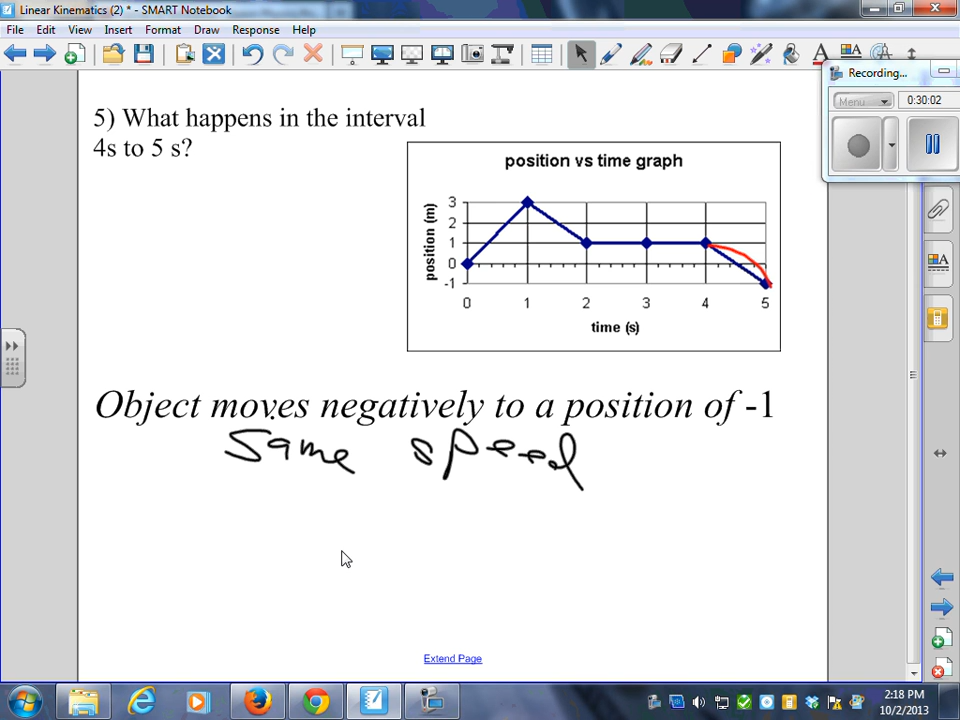 Linear Kinematics (2) * - SMART Notebook
File Edit View Insert Format Draw Response Help
Recording...
Menu 0:30:02
5) What happens in the interval
4s to 5 s?
position vs time graph
position (m)
3
2
1
0
-1
0 1 2 3 4 5
time (s)
Object moves negatively to a position of -1
same speed
Extend Page
2:18 PM
10/2/2013